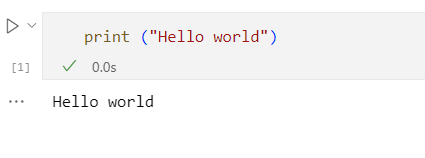 print ("Hello world")
[1]
0.0s
...
Hello world